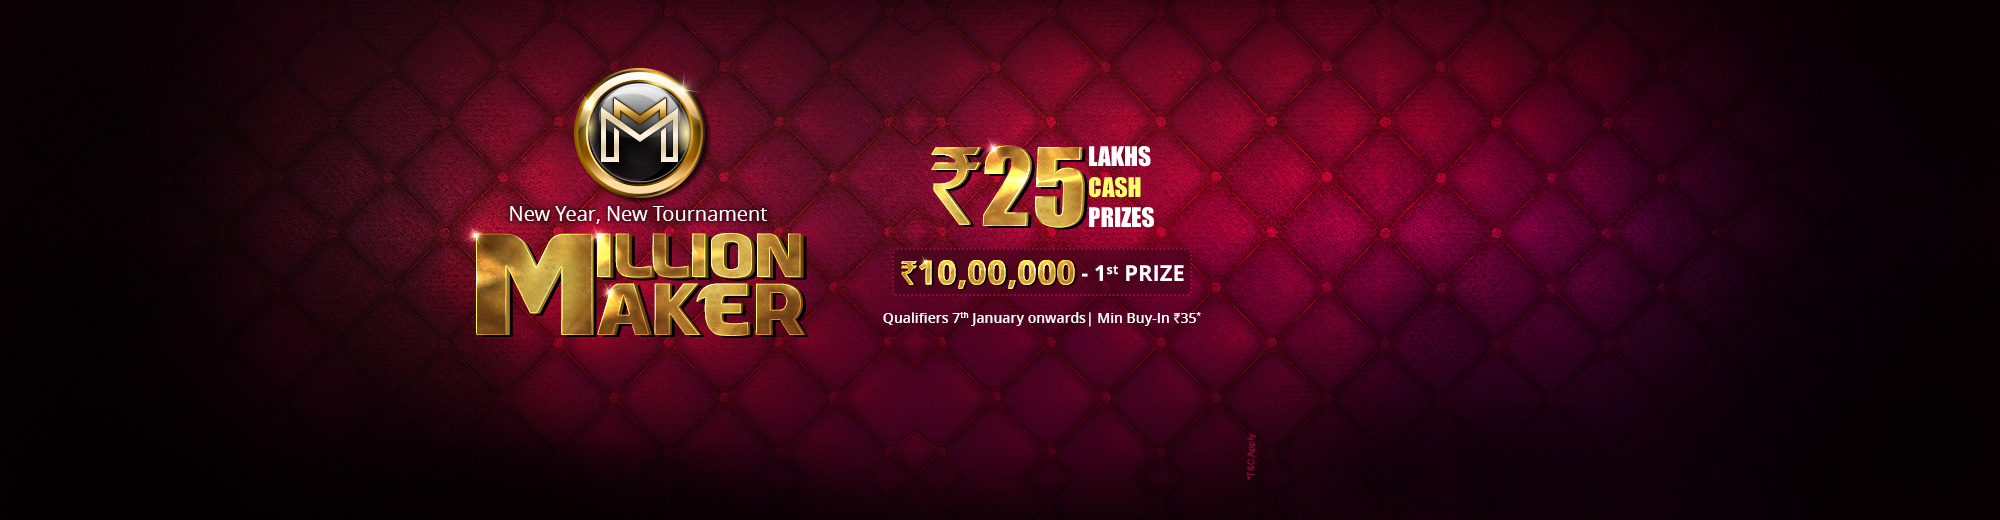 MM
New Year, New Tournament
MILLION
MAKER
₹25 LAKHS
CASH
PRIZES
₹10,00,000 - 1st PRIZE
Qualifiers 7th January onwards| Min Buy-In ₹35*
*T&C Apply